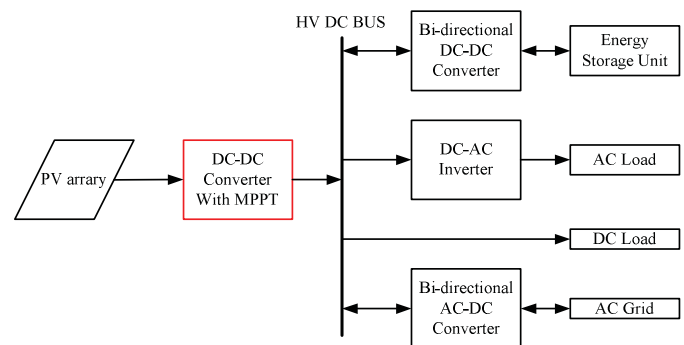 HV DC BUS
Bi-directional
DC-DC
Converter
Energy
Storage Unit
PV arrary
DC-DC
Converter
With MPPT
DC-AC
Inverter
AC Load
DC Load
Bi-directional
AC-DC
Converter
AC Grid